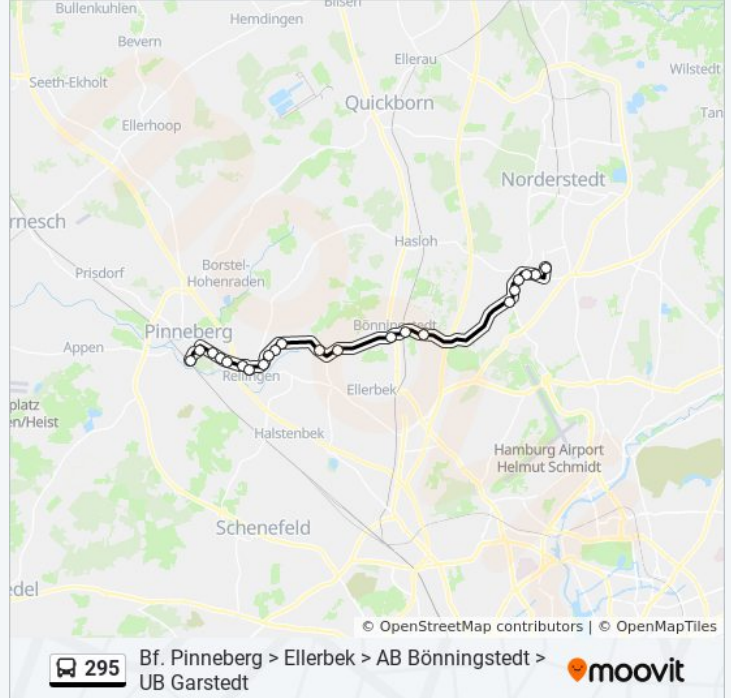 Bullenkuhlen
Hemdingen
Bilsen
Bevern
Ellerau
Seeth-Ekholt
Wilstedt
Quickborn
Tan
Ellerhoop
Norderstedt
rnesch
Hasloh
Prisdorf
Borstel-
Hohenraden
Pinneberg
Bönningstedt
Appen
Rellingen
Ellerbek
platz
en/Heist
Halstenbek
Hamburg Airport
Helmut Schmidt
Schenefeld
edel
© OpenStreetMap contributors | © OpenMapTiles
295
Bf. Pinneberg > Ellerbek > AB Bönningstedt >
UB Garstedt
moovit